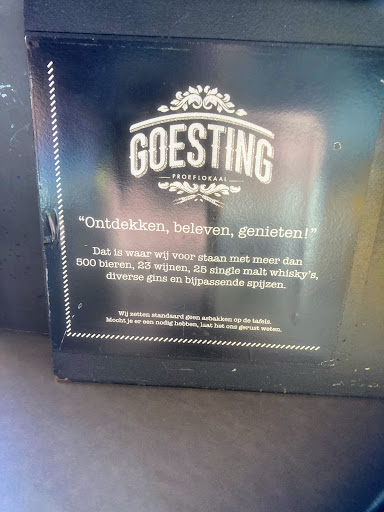 GOESTING
PROEFLOKAAL
“Ontdekken, beleven, genieten!”
Dat is waar wij voor staan met meer dan
500 bieren, 23 wijnen, 25 single malt whisky’s,
diverse gins en bijpassende spijzen.
Wij zetten standaard geen asbakken op de tafels.
Mocht je er een nodig hebben, laat het ons gerust weten.